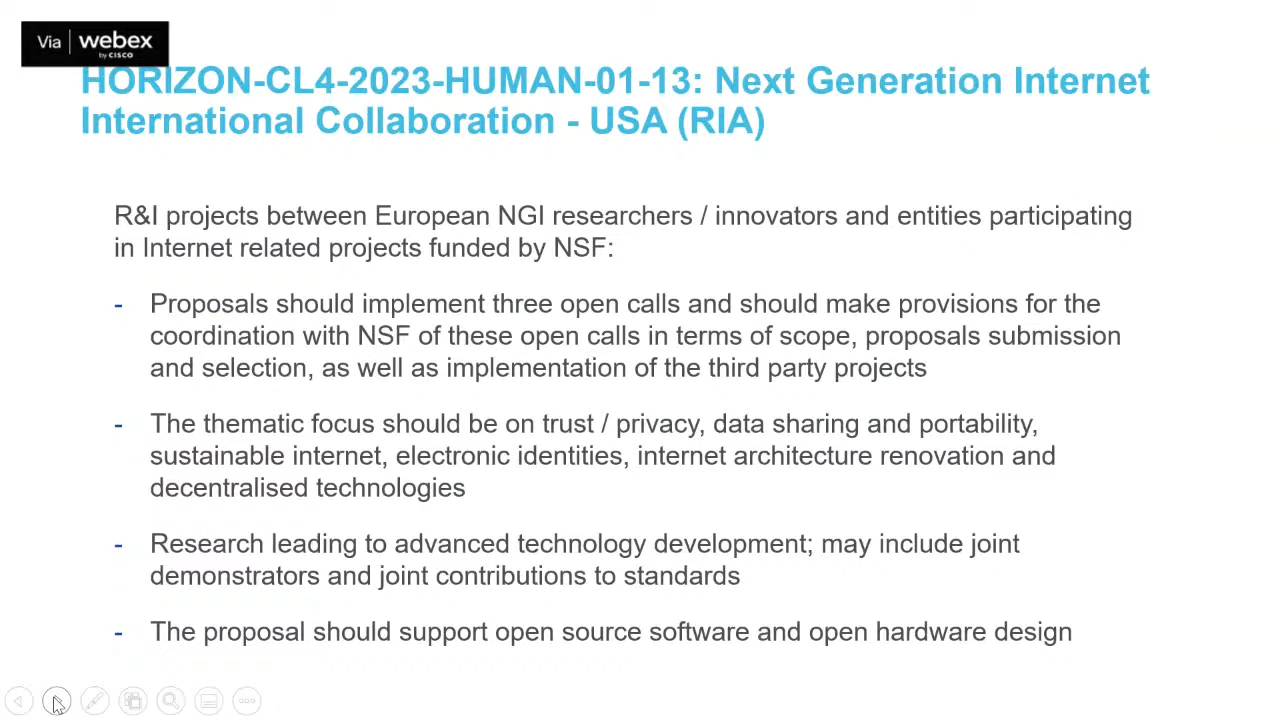 Via | webex
by CISCO
HORIZON-CL4-2023-HUMAN-01-13: Next Generation Internet
International Collaboration - USA (RIA)
R&I projects between European NGI researchers / innovators and entities participating
in Internet related projects funded by NSF:
- Proposals should implement three open calls and should make provisions for the
coordination with NSF of these open calls in terms of scope, proposals submission
and selection, as well as implementation of the third party projects
- The thematic focus should be on trust / privacy, data sharing and portability,
sustainable internet, electronic identities, internet architecture renovation and
decentralised technologies
- Research leading to advanced technology development; may include joint
demonstrators and joint contributions to standards
- The proposal should support open source software and open hardware design